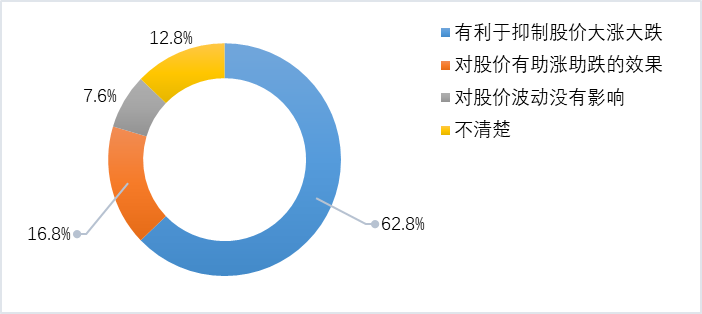 12.8%
7.6%
16.8%
62.8%
有利于抑制股价大涨大跌
对股价有助涨助跌的效果
对股价波动没有影响
不清楚